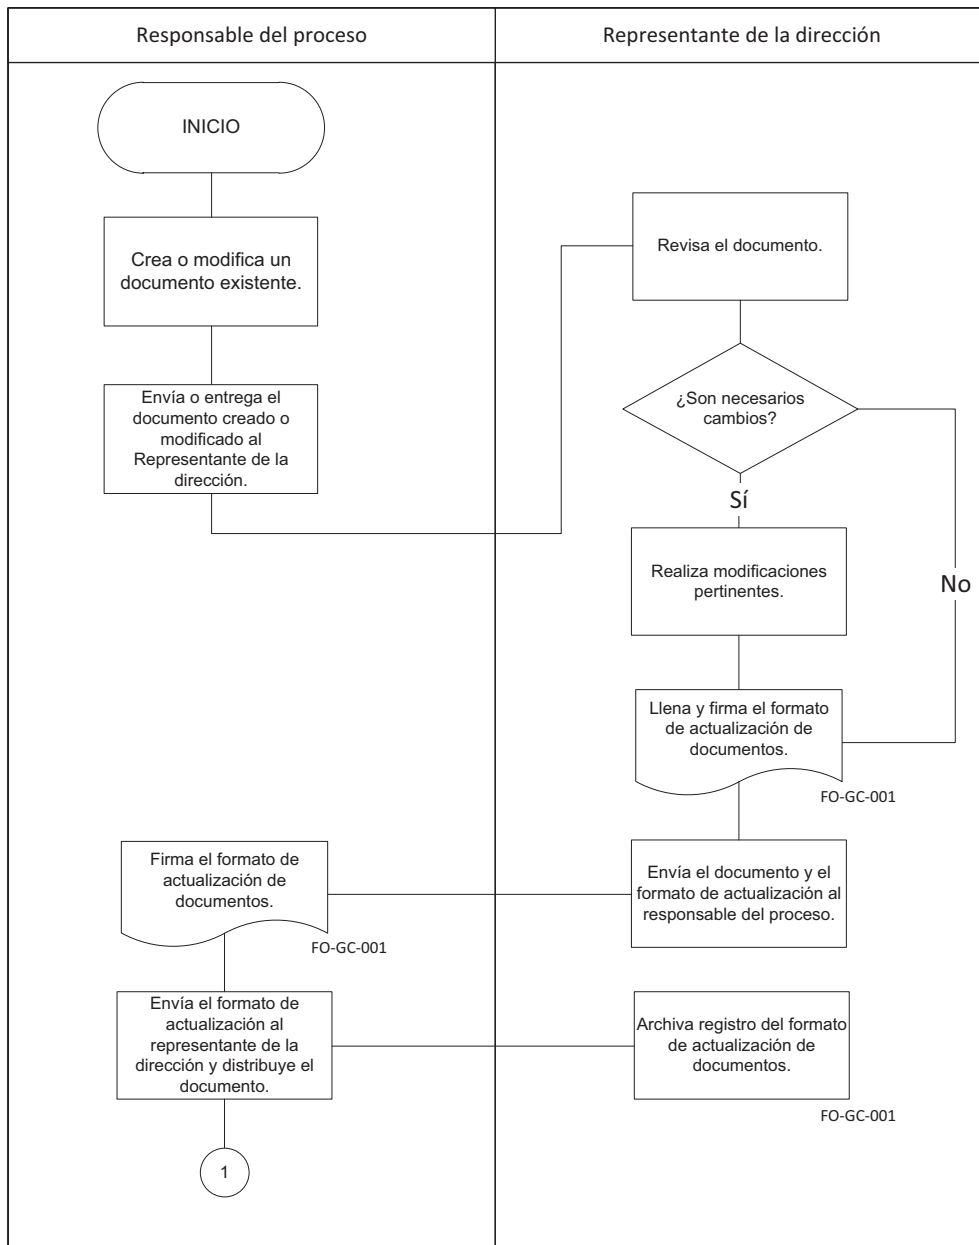 Responsable del proceso
Representante de la dirección
INICIO
Crea o modifica un
documento existente.
Envía o entrega el
documento creado o
modificado al
Representante de la
dirección.
Revisa el documento.
¿Son necesarios
cambios?
Sí
No
Realiza modificaciones
pertinentes.
Llena y firma el formato
de actualización de
documentos.
FO-GC-001
Envía el documento y el
formato de actualización al
responsable del proceso.
Firma el formato de
actualización de
documentos.
FO-GC-001
Envía el formato de
actualización al
representante de la
dirección y distribuye el
documento.
Archiva registro del formato
de actualización de
documentos.
FO-GC-001
1